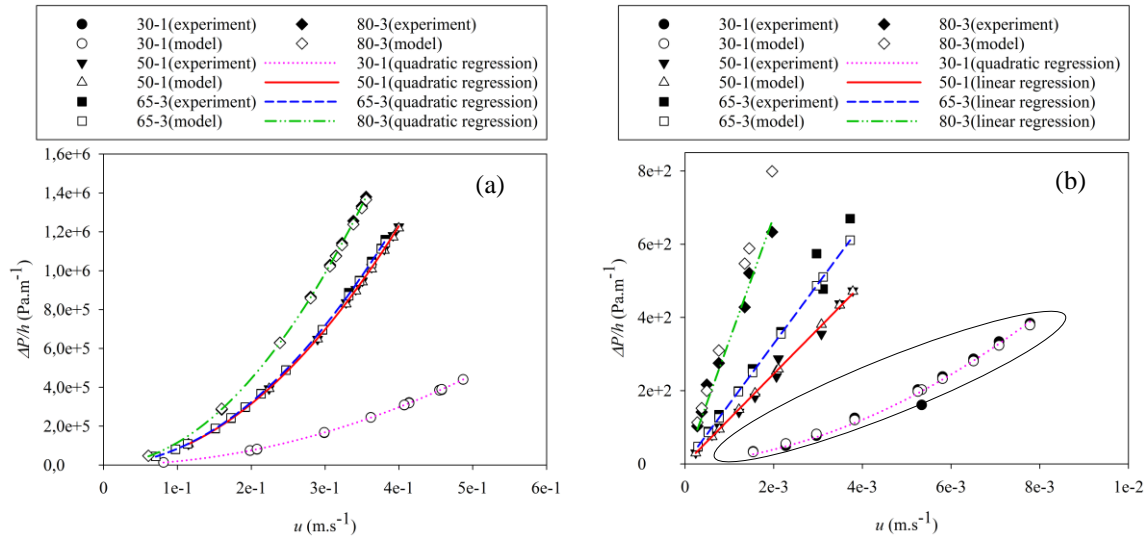 30-1(experiment) 80-3(experiment)
30-1(model) 80-3(model)
50-1(experiment) 30-1(quadratic regression)
50-1(model) 50-1(quadratic regression)
65-3(experiment) 65-3(quadratic regression)
65-3(model) 80-3(quadratic regression)
1,6e+6
1,4e+6
1,2e+6
1,0e+6
8,0e+5
6,0e+5
4,0e+5
2,0e+5
0,0
ΔP/h (Pa.m-1)
(a)
0 1e-1 2e-1 3e-1 4e-1 5e-1 6e-1
u (m.s-1)
30-1(experiment) 80-3(experiment)
30-1(model) 80-3(model)
50-1(experiment) 30-1(quadratic regression)
50-1(model) 50-1(linear regression)
65-3(experiment) 65-3(linear regression)
65-3(model) 80-3(linear regression)
8e+2
6e+2
4e+2
2e+2
0
ΔP/h (Pa.m-1)
(b)
0 2e-3 4e-3 6e-3 8e-3 1e-2
u (m.s-1)